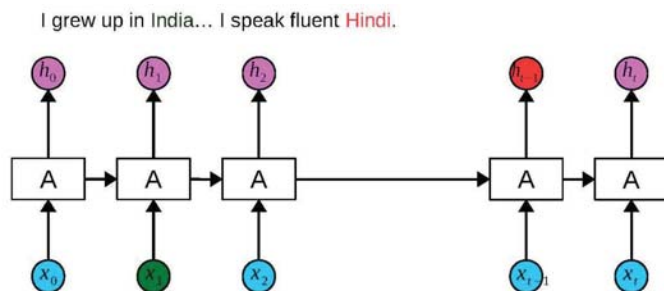 I grew up in India… I speak fluent Hindi.
h₀ h₁ h₂ hₜ₋₁ hₜ
A A A A A
x₀ x₁ x₂ xₜ₋₁ xₜ